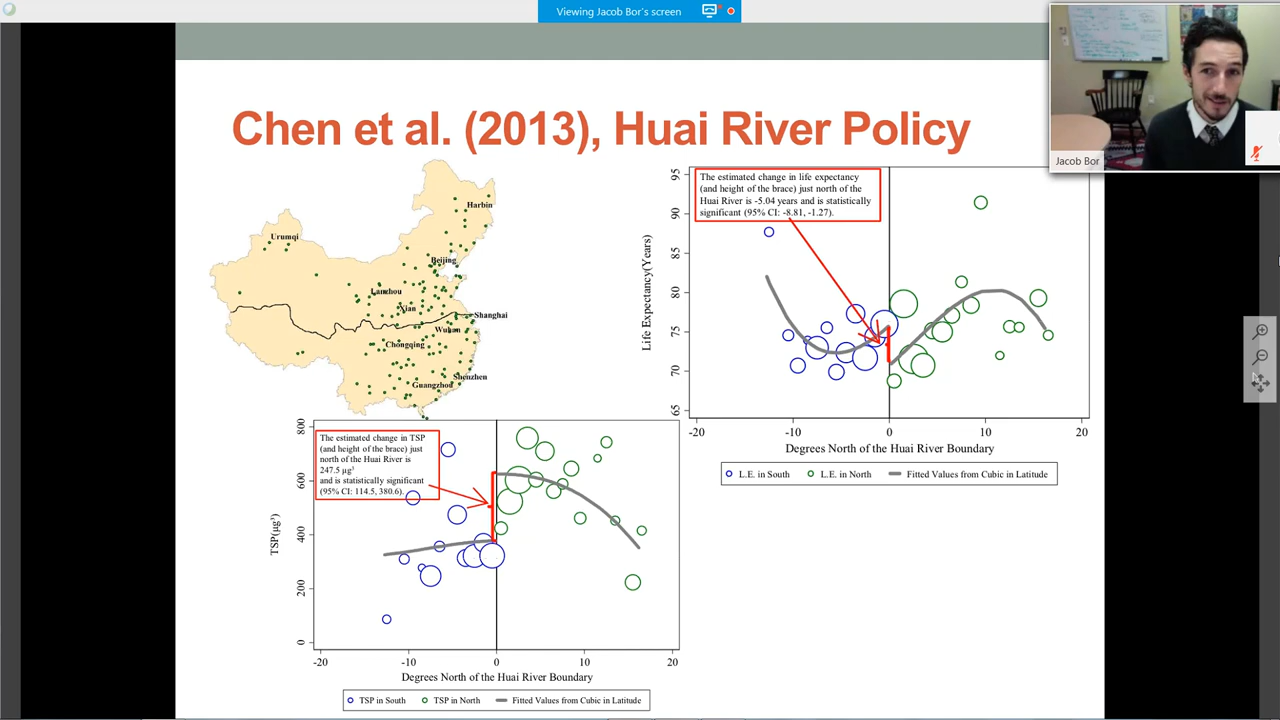 Viewing Jacob Bor's screen
Jacob Bor
Chen et al. (2013), Huai River Policy
Harbin
Urumqi
Beijing
Lanzhou
Xian
Shanghai
Wuhan
Chongqing
Shenzhen
Guangzhou
The estimated change in life expectancy
(and height of the brace) just north of the
Huai River is -5.04 years and is statistically
significant (95% CI: -8.81, -1.27).
Life Expectancy(Years)
95
90
85
80
75
70
65
-20 -10 0 10 20
Degrees North of the Huai River Boundary
L.E. in South L.E. in North Fitted Values from Cubic in Latitude
The estimated change in TSP
(and height of the brace) just
north of the Huai River is
247.5 µg³
and is statistically significant
(95% CI: 114.5, 380.6).
TSP(µg³)
800
600
400
200
0
-20 -10 0 10 20
Degrees North of the Huai River Boundary
TSP in South TSP in North Fitted Values from Cubic in Latitude